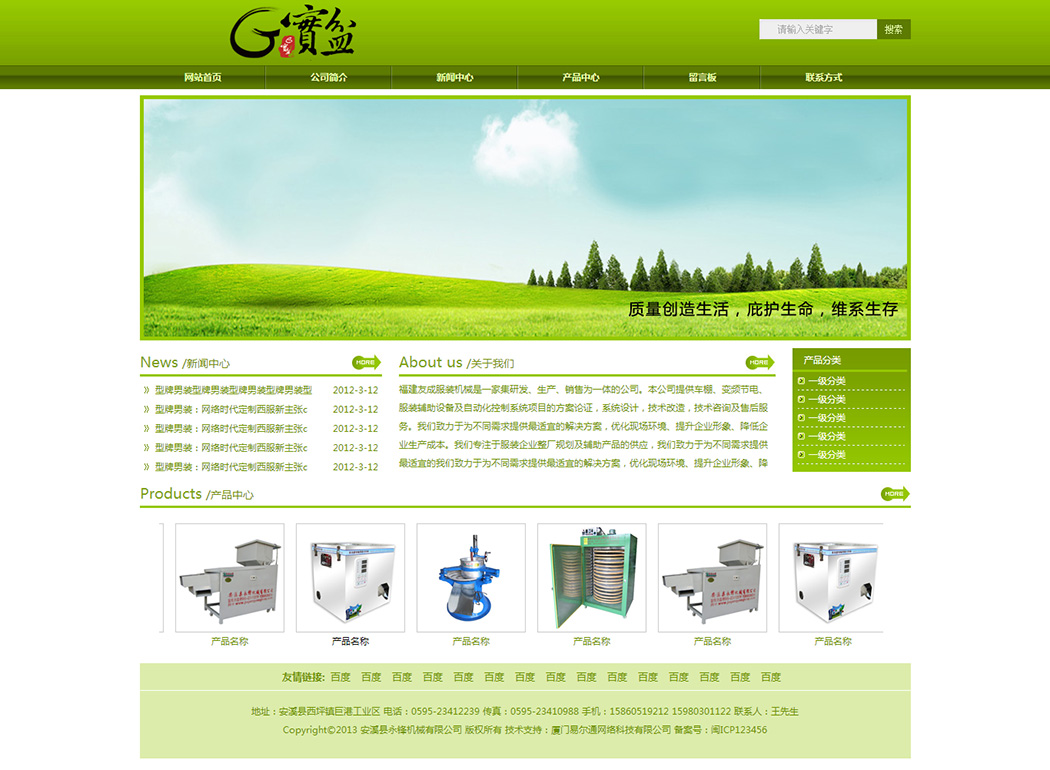 G 寶盆
请输入关键字 搜索
网站首页 公司简介 新闻中心 产品中心 留言板 联系方式
质量创造生活，庇护生命，维系生存
News /新闻中心 MORE
型牌男装型牌男装型牌男装型牌男装型 2012-3-12
型牌男装：网络时代定制西服新主张c 2012-3-12
型牌男装：网络时代定制西服新主张c 2012-3-12
型牌男装：网络时代定制西服新主张c 2012-3-12
型牌男装：网络时代定制西服新主张c 2012-3-12
About us /关于我们 MORE
福建友成服装机械是一家集研发、生产、销售为一体的公司。本公司提供车棚、变频节电、
服装辅助设备及自动化控制系统项目的方案论证，系统设计，技术改造，技术咨询及售后服
务。我们致力于为不同需求提供最适宜的解决方案，优化现场环境、提升企业形象、降低企
业生产成本。我们专注于服装企业整厂规划及辅助产品的供应，我们致力于为不同需求提供
最适宜的我们致力于为不同需求提供最适宜的解决方案，优化现场环境、提升企业形象、降
产品分类
一级分类
一级分类
一级分类
一级分类
一级分类
Products /产品中心 MORE
产品名称 产品名称 产品名称 产品名称 产品名称 产品名称
友情链接: 百度 百度 百度 百度 百度 百度 百度 百度 百度 百度 百度 百度 百度 百度 百度
地址：安溪县西坪镇巨港工业区 电话：0595-23412239 传真：0595-23410988 手机：15860519212 15980301122 联系人：王先生
Copyright©2013 安溪县永锋机械有限公司 版权所有 技术支持：厦门易尔通网络科技有限公司 备案号：闽ICP123456